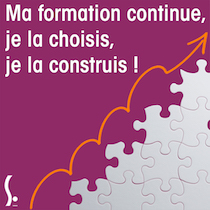 Ma formation continue,
je la choisis,
je la construis !
S.